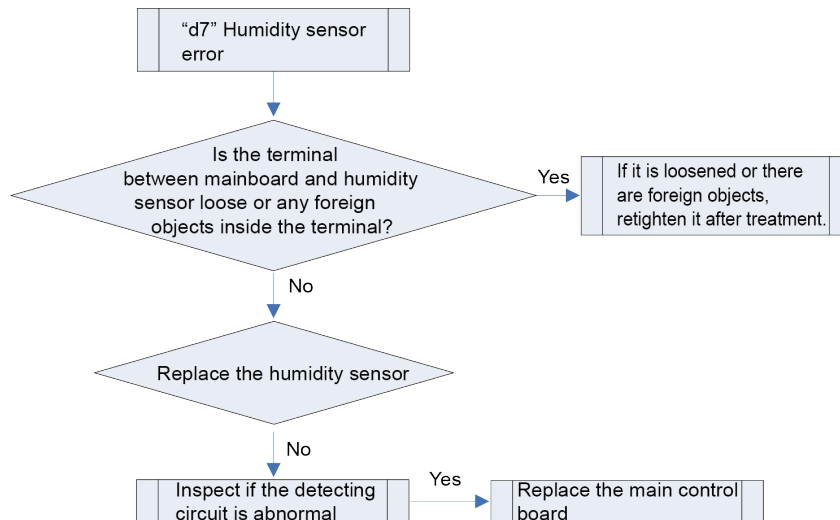 “d7” Humidity sensor
error
Is the terminal
between mainboard and humidity
sensor loose or any foreign
objects inside the terminal?
Yes
If it is loosened or there
are foreign objects,
retighten it after treatment.
No
Replace the humidity sensor
No
Inspect if the detecting
circuit is abnormal
Yes
Replace the main control
board